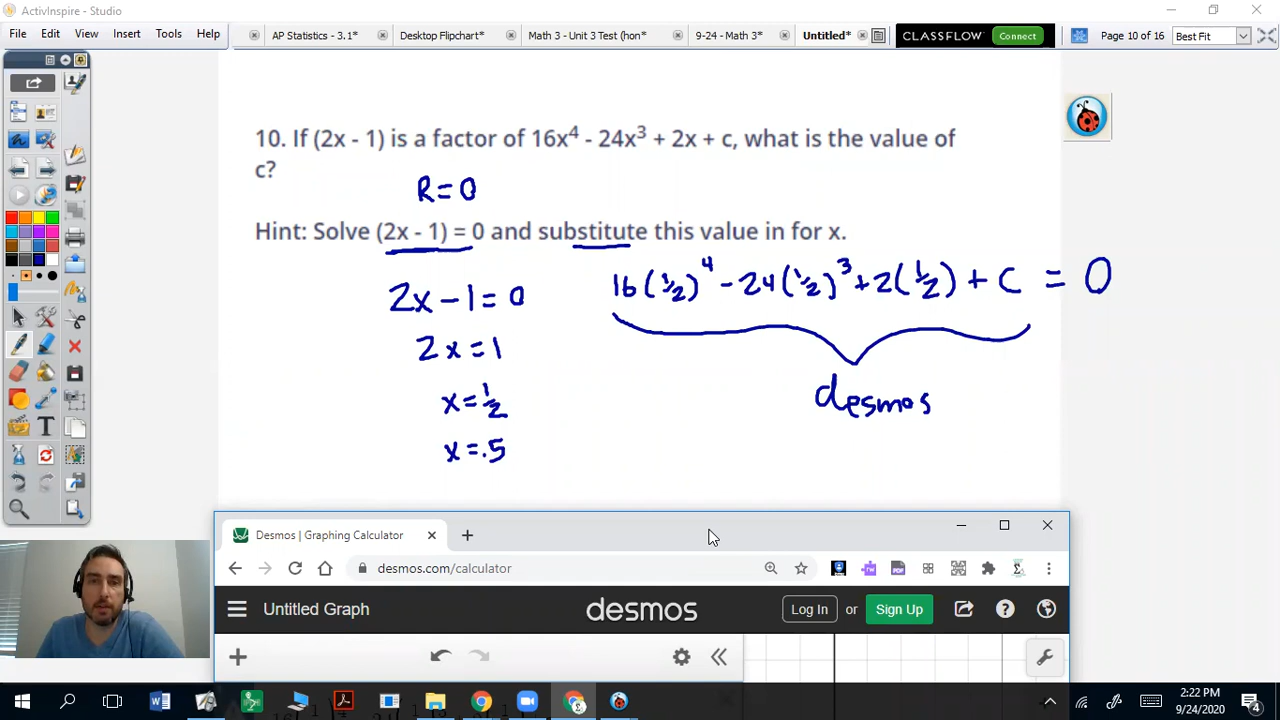 ActivInspire - Studio
File Edit View Insert Tools Help
AP Statistics - 3.1* Desktop Flipchart* Math 3 - Unit 3 Test (hon* 9-24 - Math 3* Untitled* CLASSFLOW Connect Page 10 of 16 Best Fit
10. If (2x - 1) is a factor of 16x⁴ - 24x³ + 2x + c, what is the value of
c?
R = 0
Hint: Solve (2x - 1) = 0 and substitute this value in for x.
2x - 1 = 0
2x = 1
x = 1/2
x = .5
16(1/2)⁴ - 24(1/2)³ + 2(1/2) + C = 0
desmos
Desmos | Graphing Calculator
desmos.com/calculator
Untitled Graph desmos Log In or Sign Up
2:22 PM
9/24/2020
4